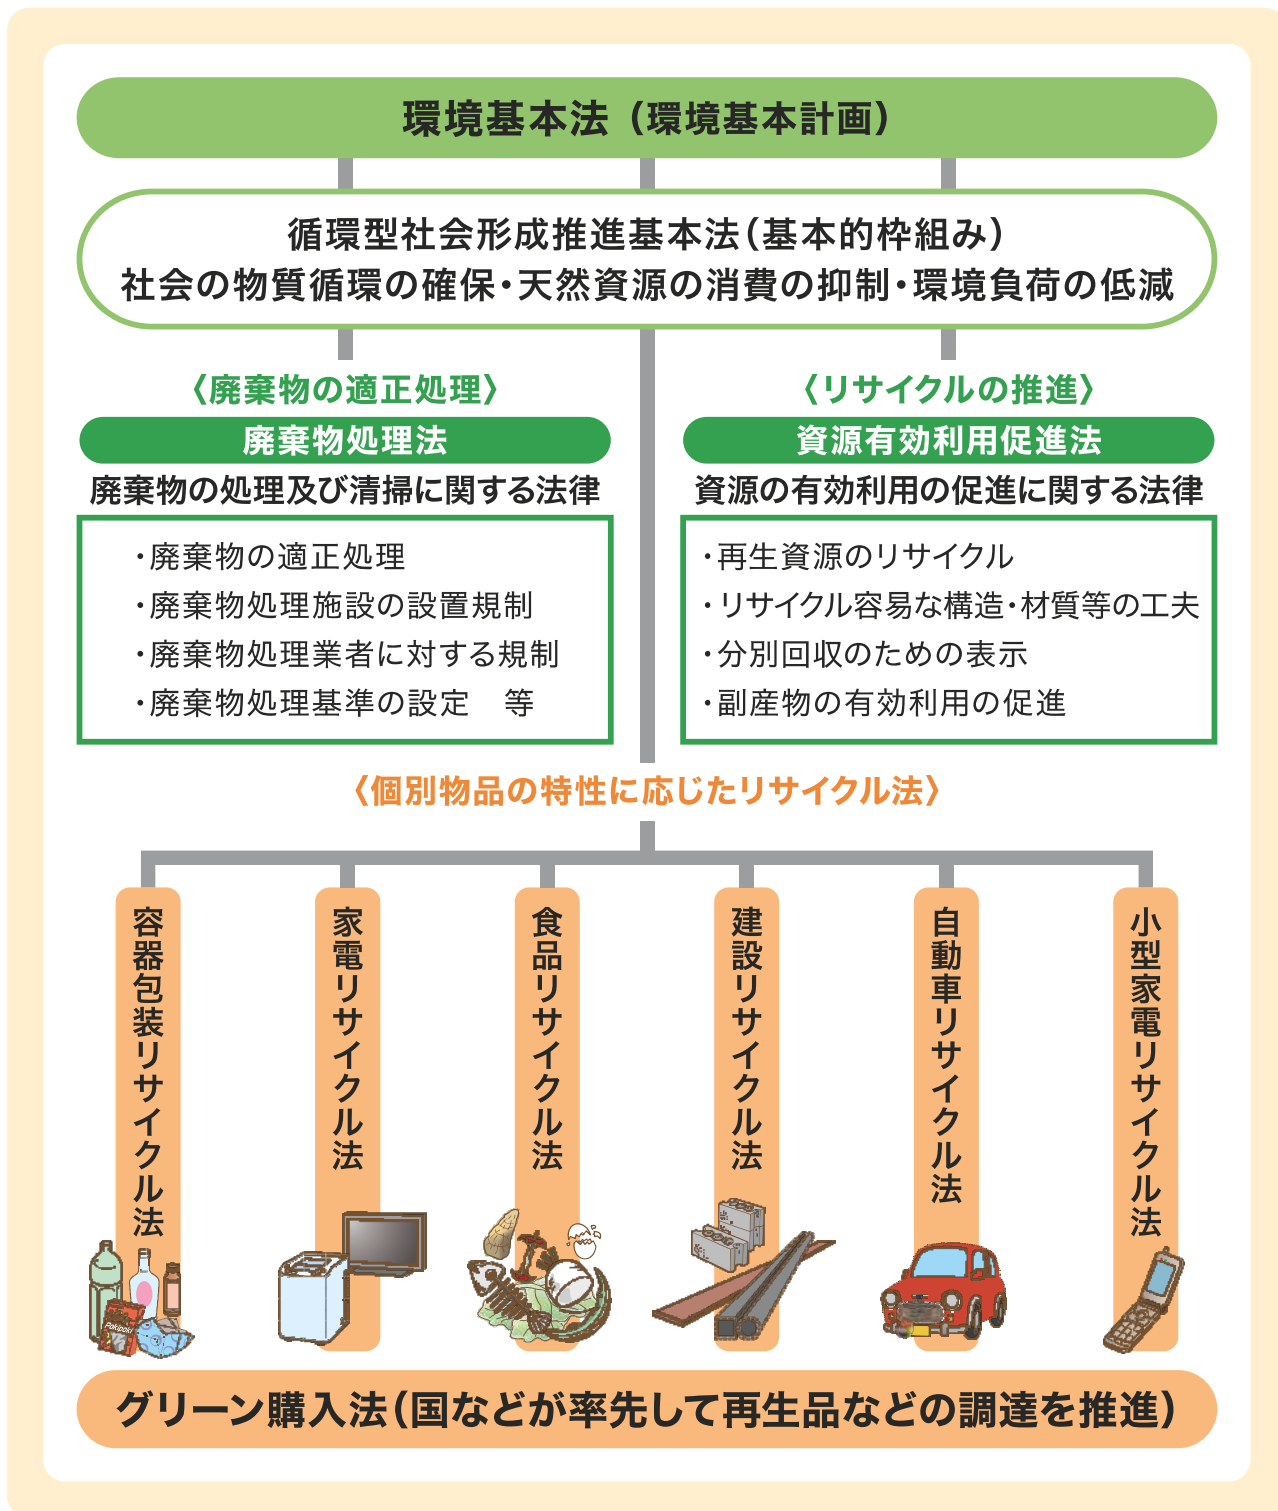 環境基本法（環境基本計画）
循環型社会形成推進基本法（基本的枠組み）
社会の物質循環の確保・天然資源の消費の抑制・環境負荷の低減
〈廃棄物の適正処理〉
廃棄物処理法
廃棄物の処理及び清掃に関する法律
・廃棄物の適正処理
・廃棄物処理施設の設置規制
・廃棄物処理業者に対する規制
・廃棄物処理基準の設定　等
〈リサイクルの推進〉
資源有効利用促進法
資源の有効利用の促進に関する法律
・再生資源のリサイクル
・リサイクル容易な構造・材質等の工夫
・分別回収のための表示
・副産物の有効利用の促進
〈個別物品の特性に応じたリサイクル法〉
容器包装リサイクル法
家電リサイクル法
食品リサイクル法
建設リサイクル法
自動車リサイクル法
小型家電リサイクル法
Pakipaki
グリーン購入法（国などが率先して再生品などの調達を推進）